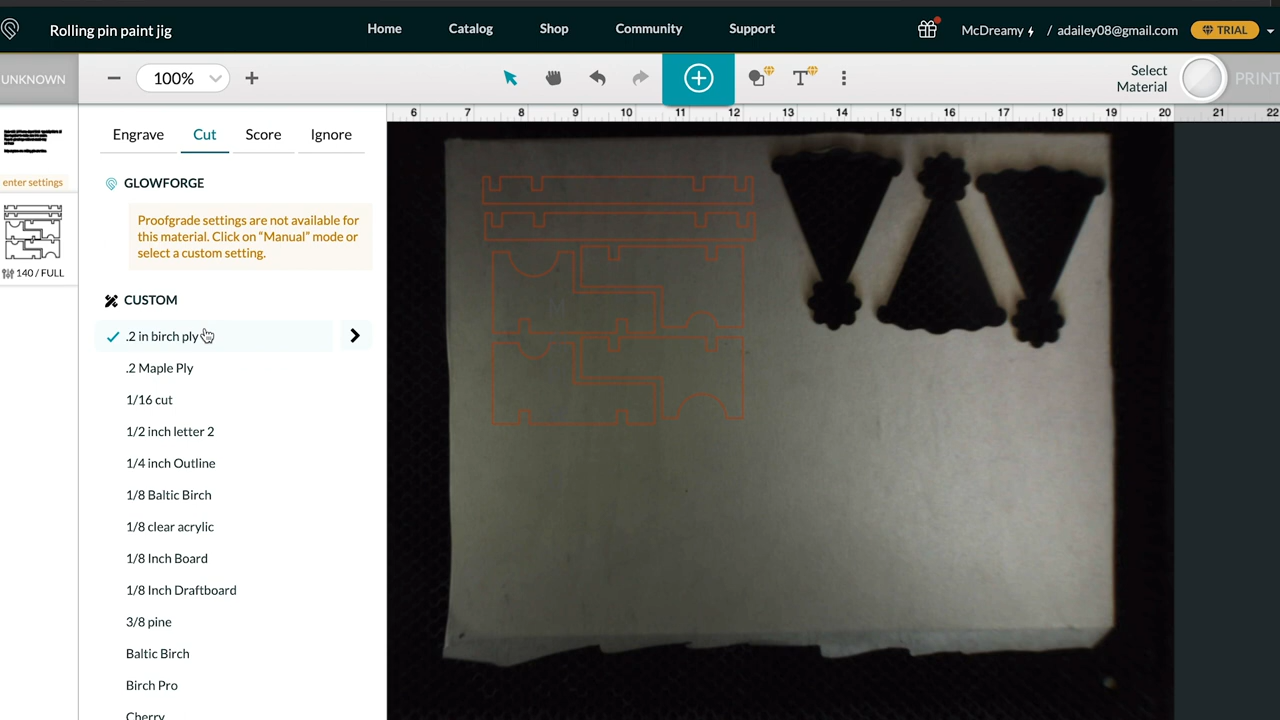 Rolling pin paint jig
Home
Catalog
Shop
Community
Support
McDreamy / adailey08@gmail.com
TRIAL
UNKNOWN
100%
T
Select
Material
PRINT
6 7 8 9 10 11 12 13 14 15 16 17 18 19 20 21 22
enter settings
140 / FULL
Engrave
Cut
Score
Ignore
GLOWFORGE
Proofgrade settings are not available for
this material. Click on “Manual” mode or
select a custom setting.
CUSTOM
.2 in birch ply
.2 Maple Ply
1/16 cut
1/2 inch letter 2
1/4 inch Outline
1/8 Baltic Birch
1/8 clear acrylic
1/8 Inch Board
1/8 Inch Draftboard
3/8 pine
Baltic Birch
Birch Pro
Cherry